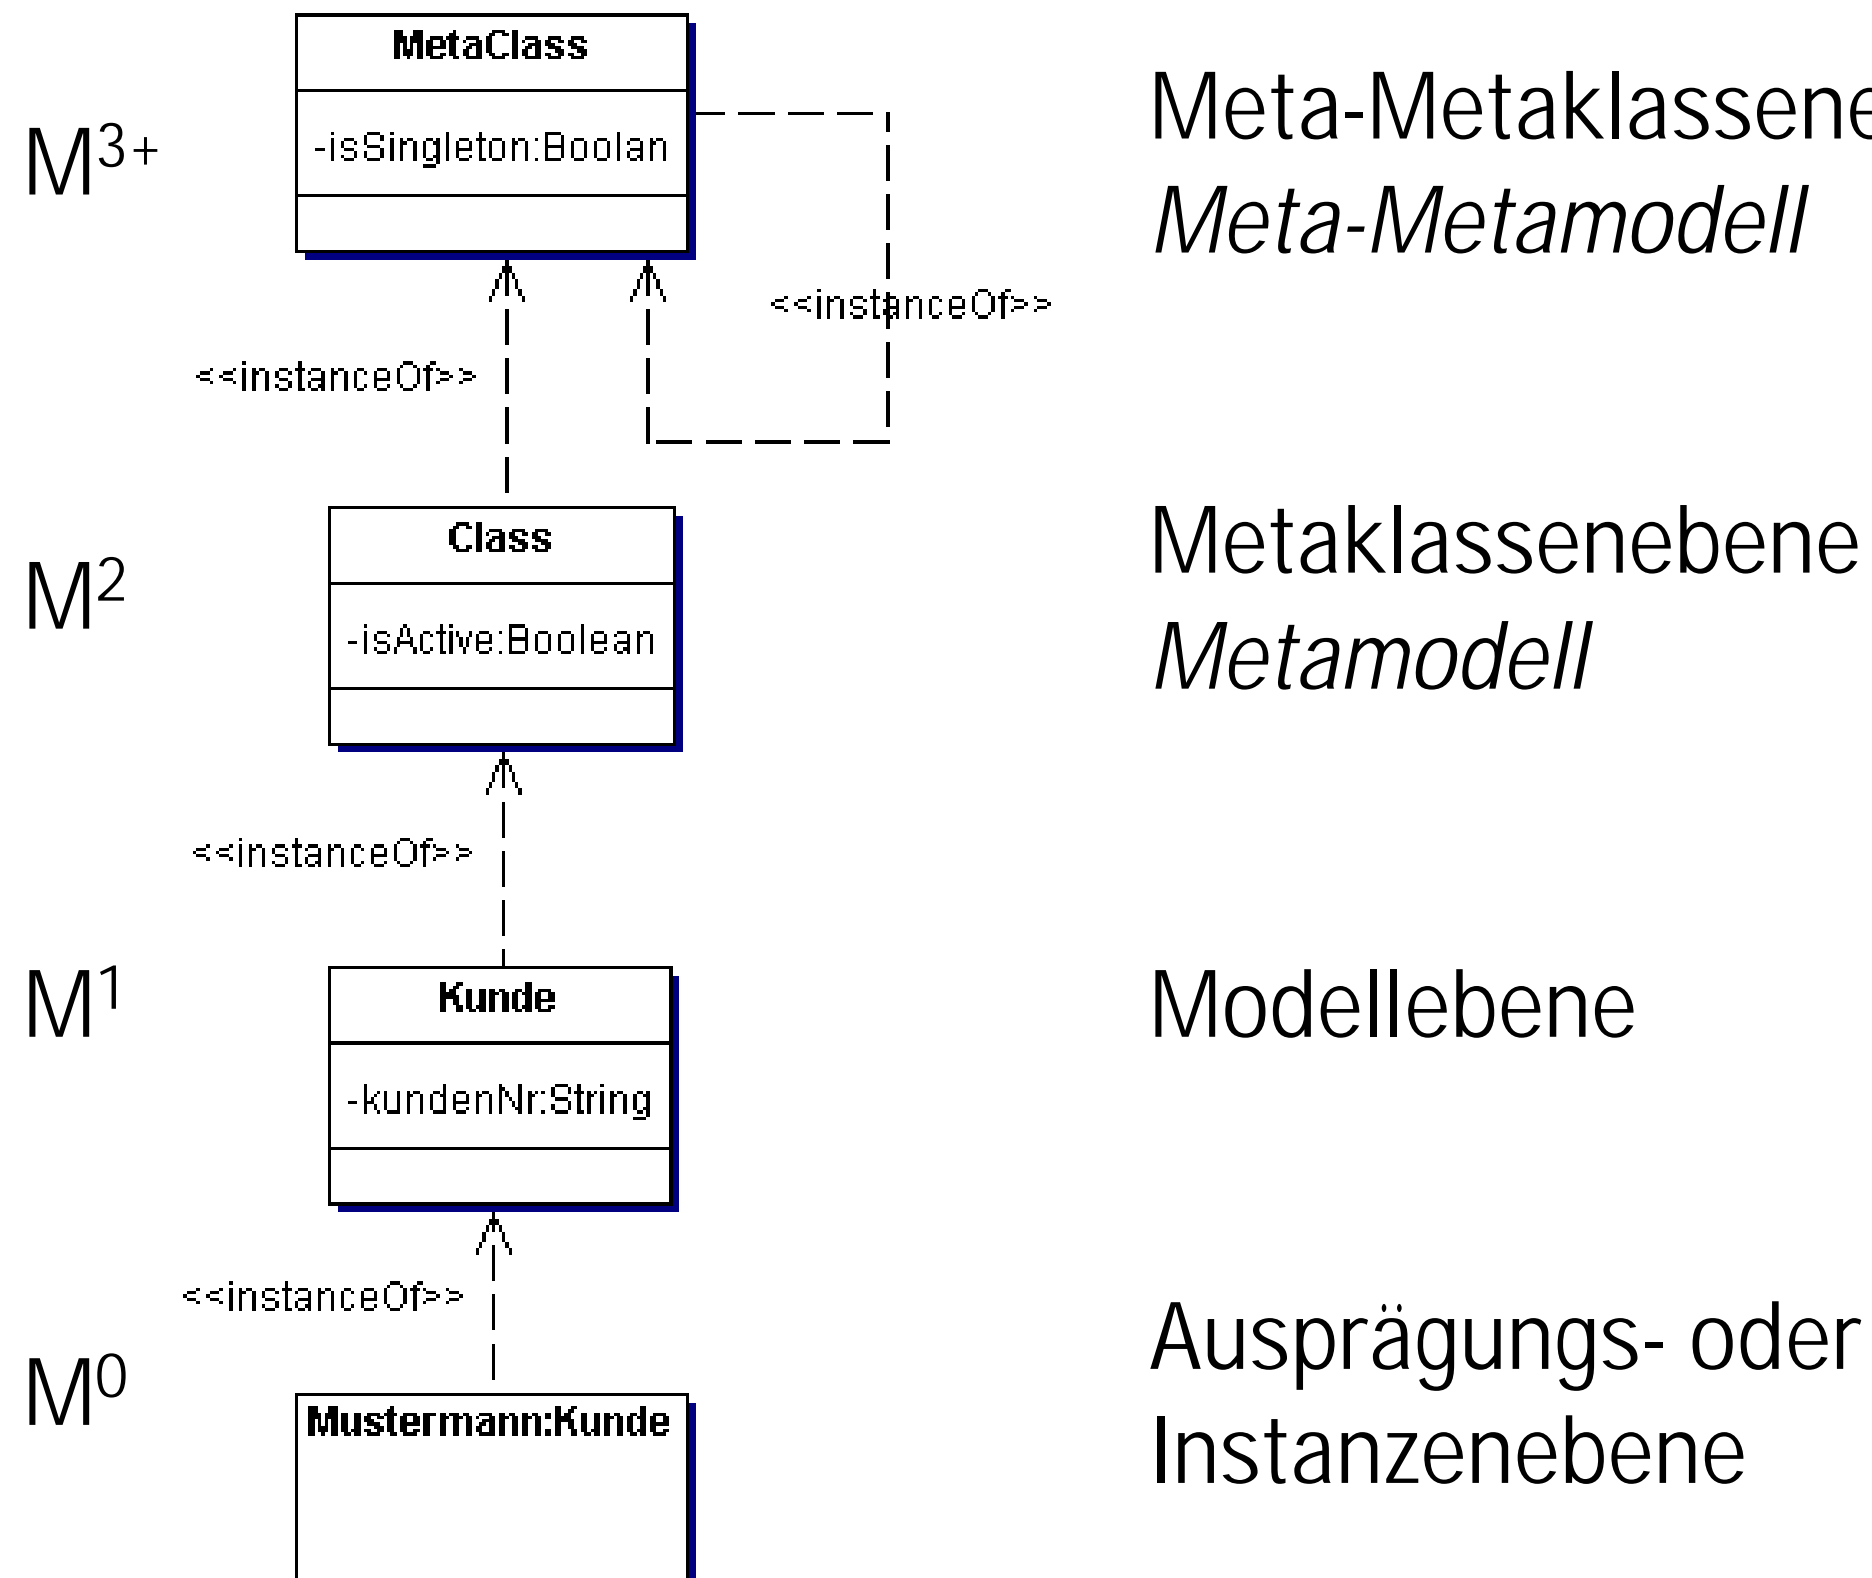 MetaClass
M3+
-isSingleton:Boolan
Meta-Metaklassene
Meta-Metamodell
<<instanceOf>>
<<instanceOf>>
Class
M2
-isActive:Boolean
Metaklassenebene
Metamodell
<<instanceOf>>
M1
Kunde
-kundenNr:String
Modellebene
<<instanceOf>>
M0
Mustermann:Kunde
Ausprägungs- oder
Instanzenebene